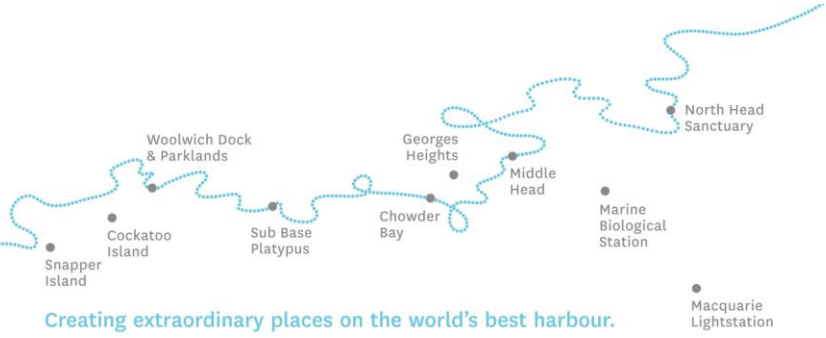 North Head
Sanctuary
Woolwich Dock
& Parklands
Georges
Heights
Middle
Head
Marine
Biological
Station
Chowder
Bay
Sub Base
Platypus
Cockatoo
Island
Snapper
Island
Macquarie
Lightstation
Creating extraordinary places on the world's best harbour.